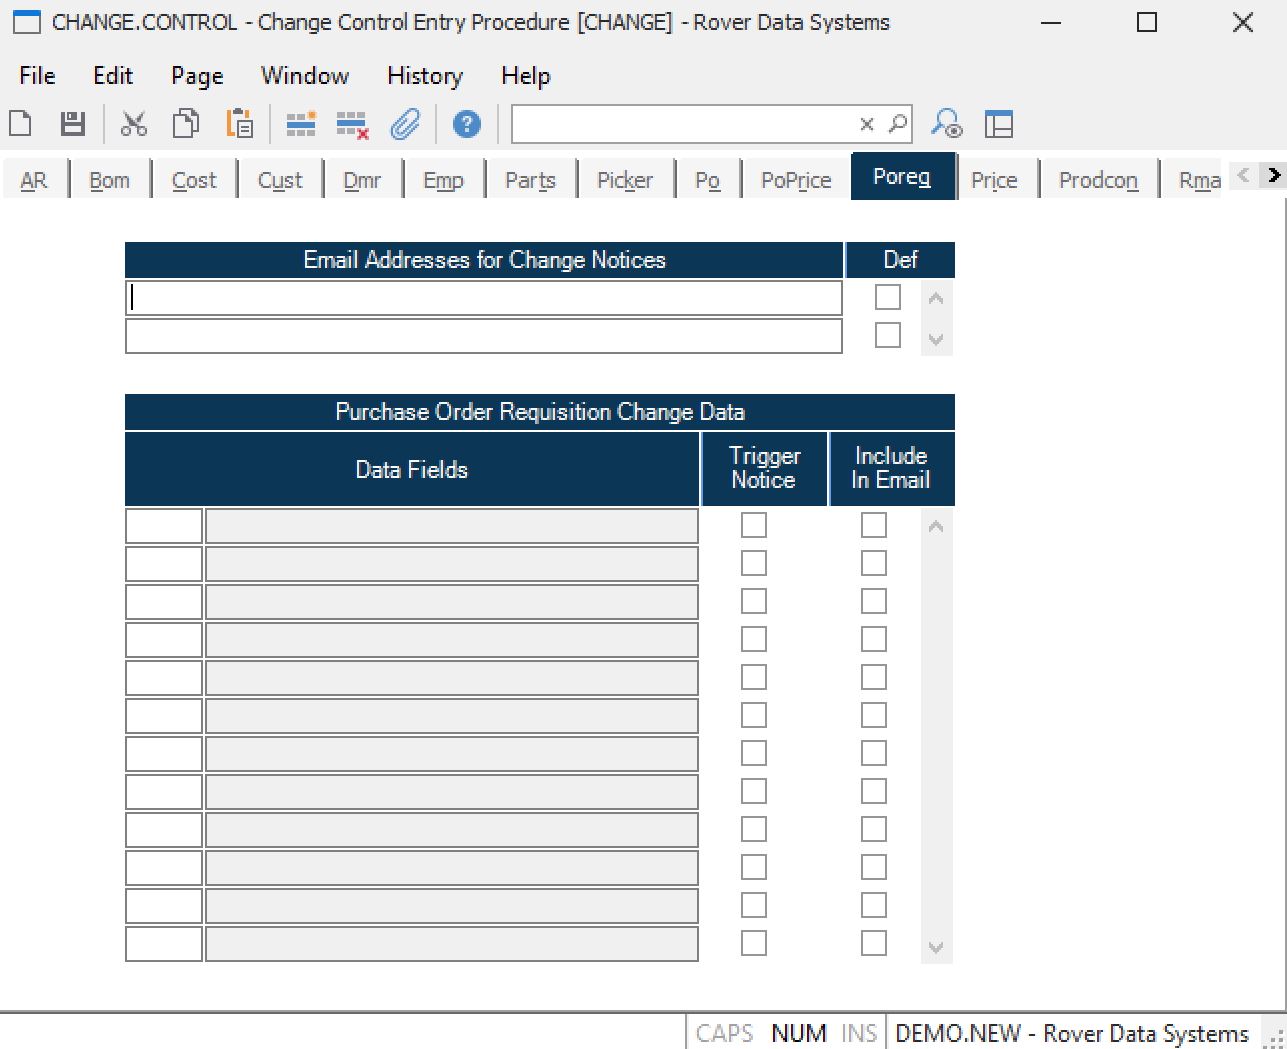 CHANGE.CONTROL - Change Control Entry Procedure [CHANGE] - Rover Data Systems
File Edit Page Window History Help
AR Bom Cost Cust Dmr Emp Parts Picker Po PoPrice Poreq Price Prodcon Rma
Email Addresses for Change Notices Def
Purchase Order Requisition Change Data
Data Fields Trigger Notice Include In Email
CAPS NUM INS DEMO.NEW - Rover Data Systems